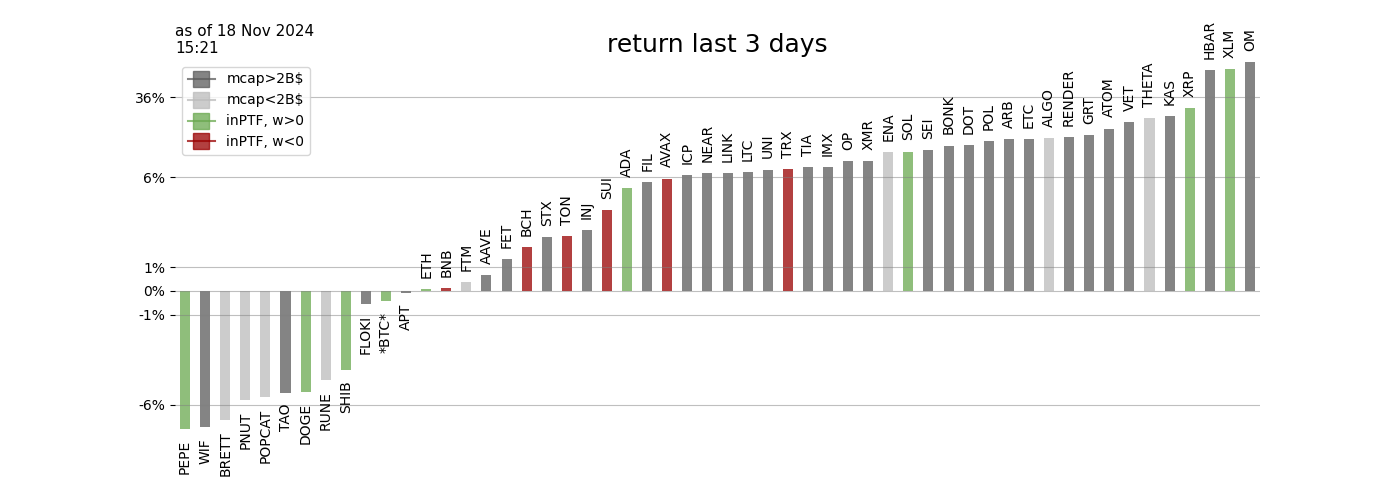 as of 18 Nov 2024
15:21
return last 3 days
mcap>2B$
mcap<2B$
inPTF, w>0
inPTF, w<0
36%
6%
1%
0%
-1%
-6%
PEPE
WIF
BRETT
PNUT
POPCAT
TAO
DOGE
RUNE
SHIB
FLOKI
*BTC*
APT
ETH
BNB
FTM
AAVE
FET
BCH
STX
TON
INJ
SUI
ADA
FIL
AVAX
ICP
NEAR
LINK
LTC
UNI
TRX
TIA
IMX
OP
XMR
ENA
SOL
SEI
BONK
DOT
POL
ARB
ETC
ALGO
RENDER
GRT
ATOM
VET
THETA
KAS
XRP
HBAR
XLM
OM